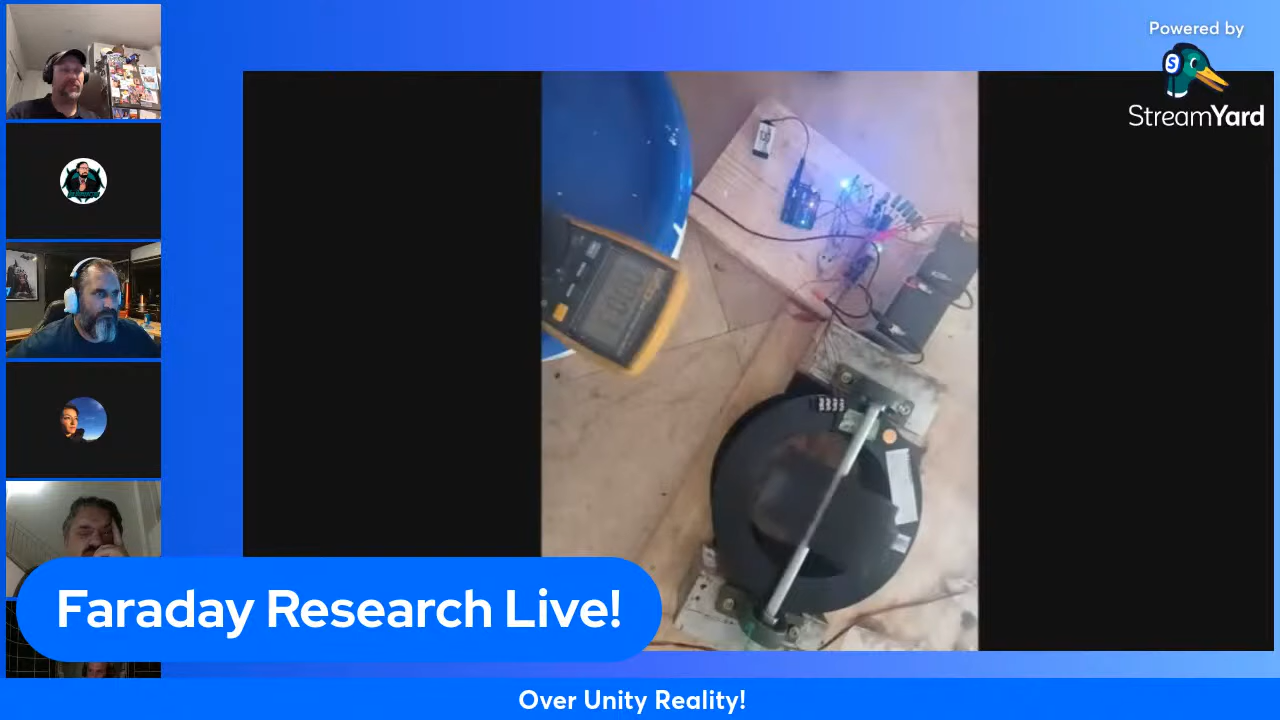 Powered by
S
StreamYard
Faraday Research Live!
Over Unity Reality!